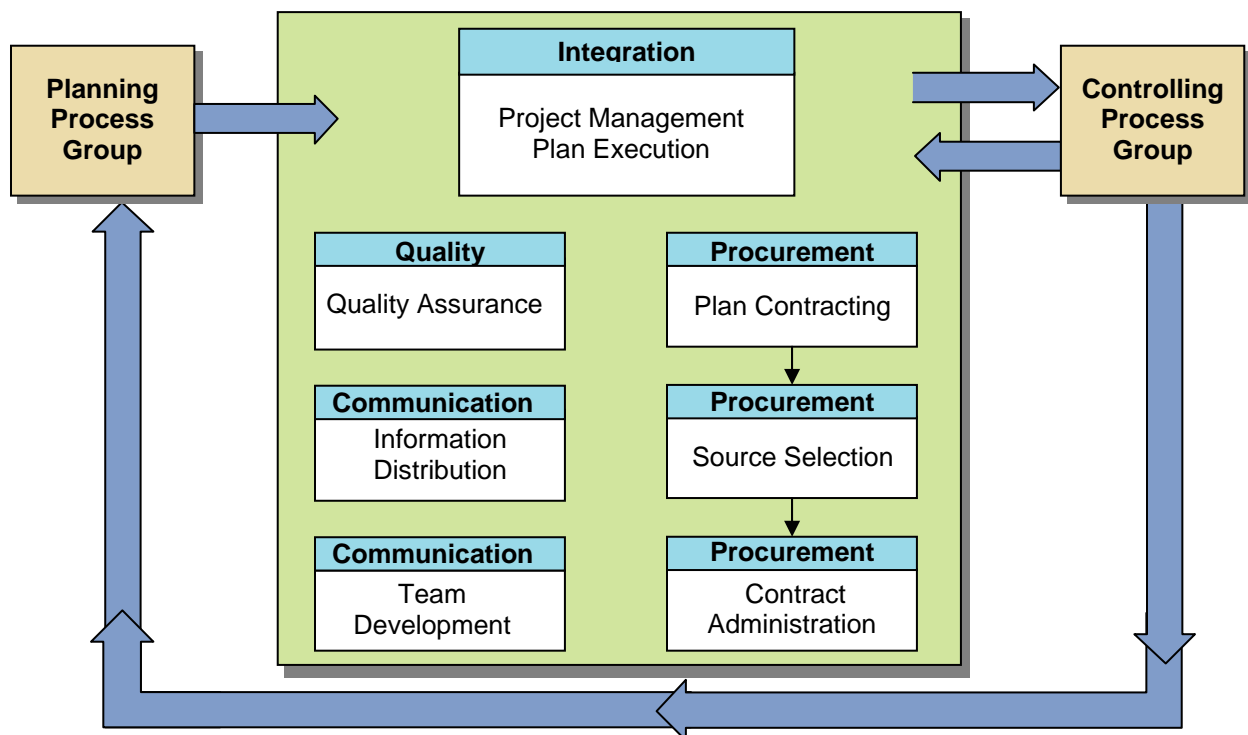 Planning
Process
Group
Integration
Project Management
Plan Execution
Controlling
Process
Group
Quality
Quality Assurance
Procurement
Plan Contracting
Communication
Information
Distribution
Procurement
Source Selection
Communication
Team
Development
Procurement
Contract
Administration